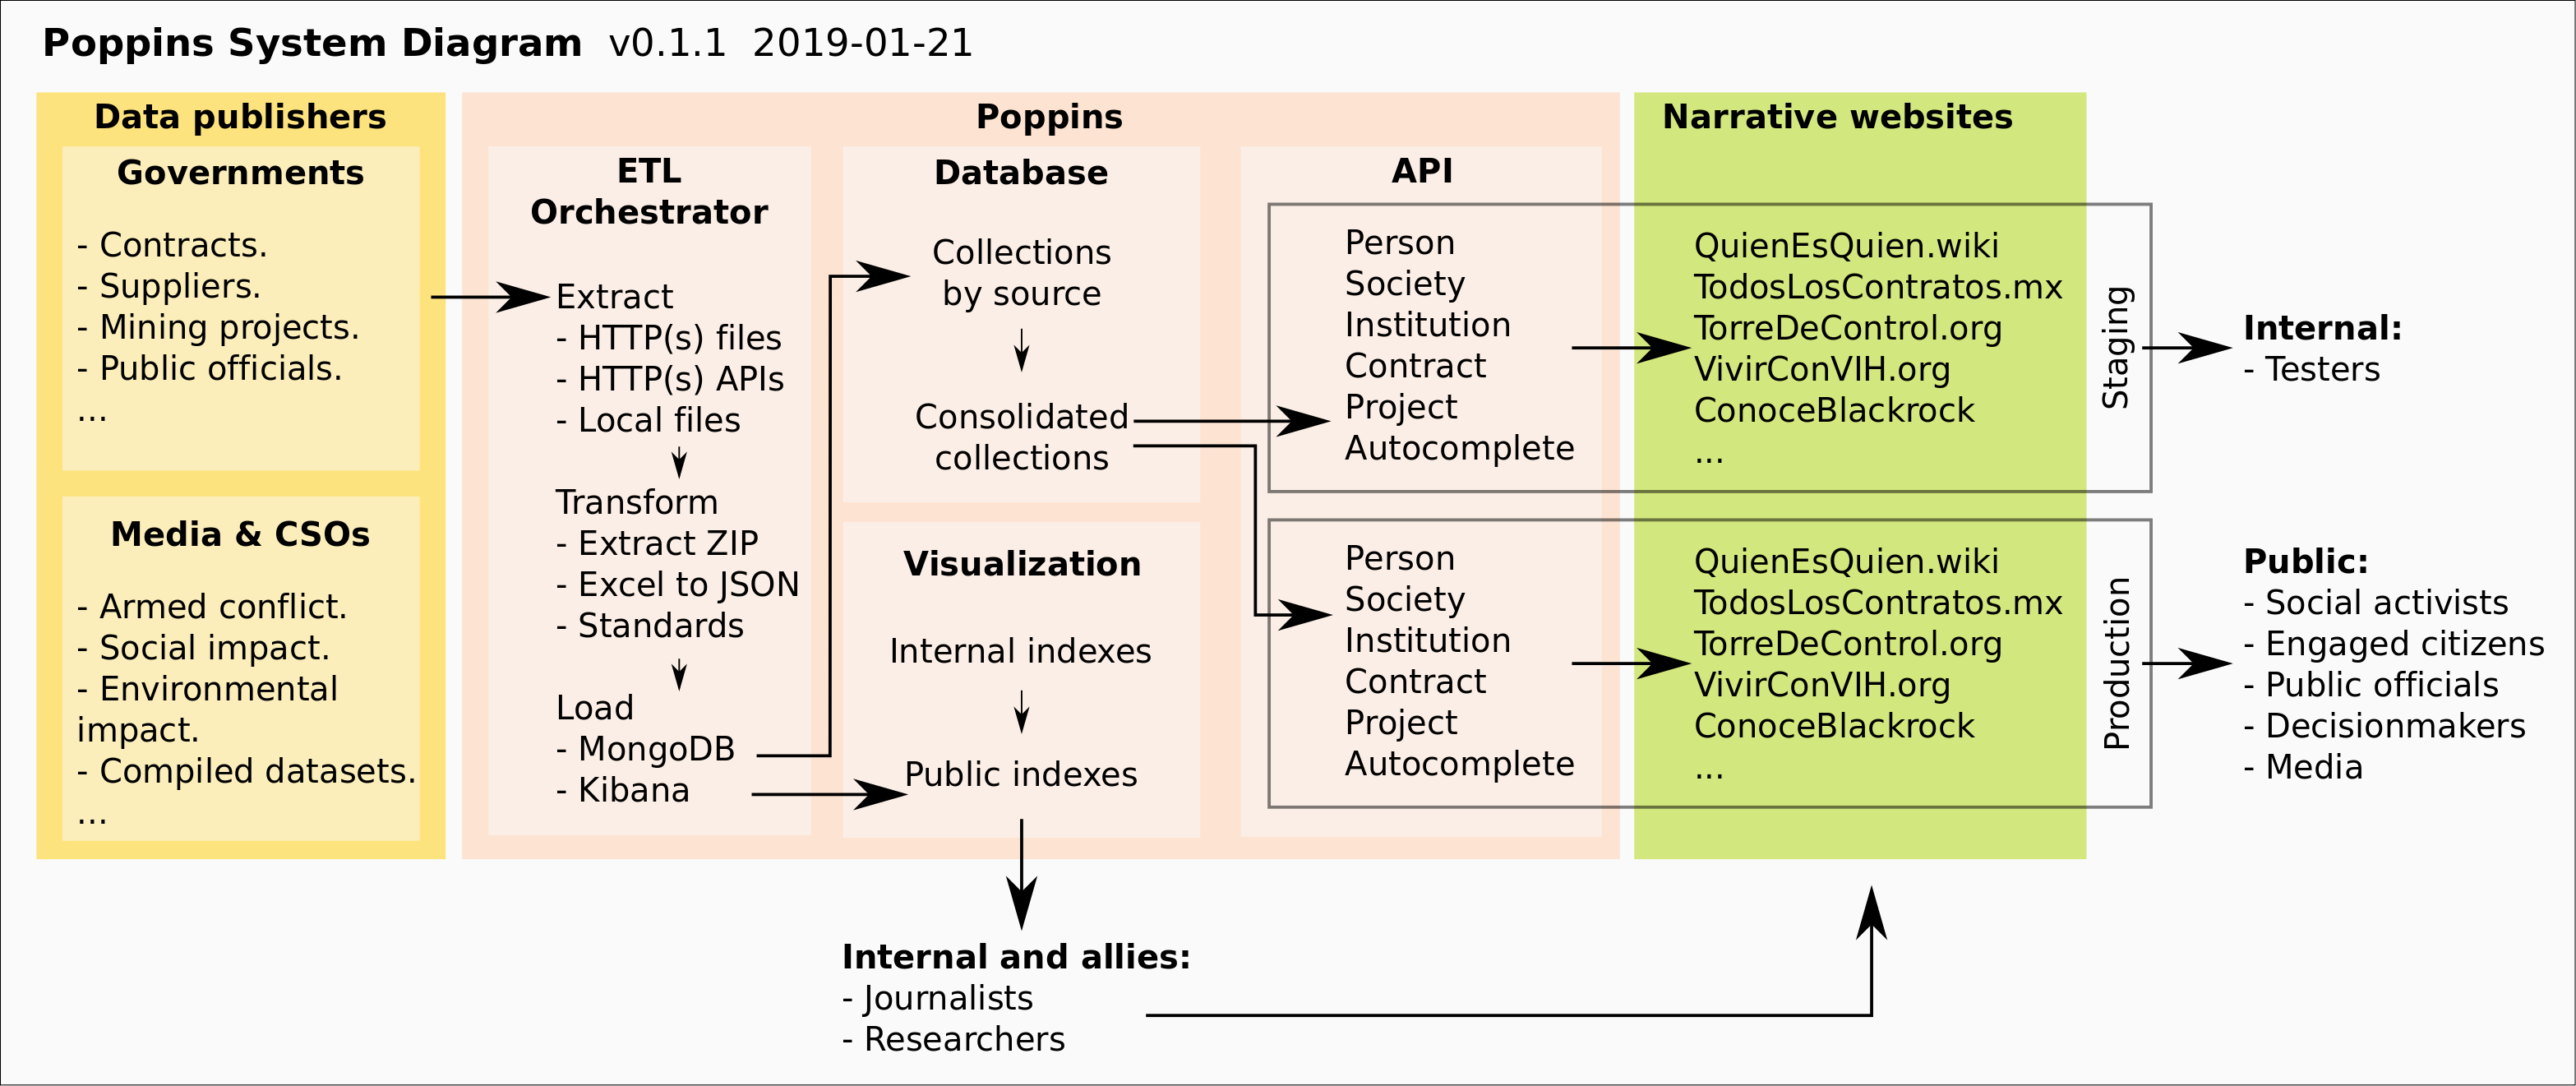 Poppins System Diagram v0.1.1 2019-01-21
Data publishers
Governments
- Contracts.
- Suppliers.
- Mining projects.
- Public officials.
...
Media & CSOs
- Armed conflict.
- Social impact.
- Environmental
impact.
- Compiled datasets.
...
Poppins
ETL
Orchestrator
Extract
- HTTP(s) files
- HTTP(s) APIs
- Local files
Transform
- Extract ZIP
- Excel to JSON
- Standards
Load
- MongoDB
- Kibana
Database
Collections
by source
Consolidated
collections
Visualization
Internal indexes
Public indexes
API
Person
Society
Institution
Contract
Project
Autocomplete
Person
Society
Institution
Contract
Project
Autocomplete
Narrative websites
QuienEsQuien.wiki
TodosLosContratos.mx
TorreDeControl.org
VivirConVIH.org
ConoceBlackrock
...
QuienEsQuien.wiki
TodosLosContratos.mx
TorreDeControl.org
VivirConVIH.org
ConoceBlackrock
...
Staging
Production
Internal:
- Testers
Public:
- Social activists
- Engaged citizens
- Public officials
- Decisionmakers
- Media
Internal and allies:
- Journalists
- Researchers